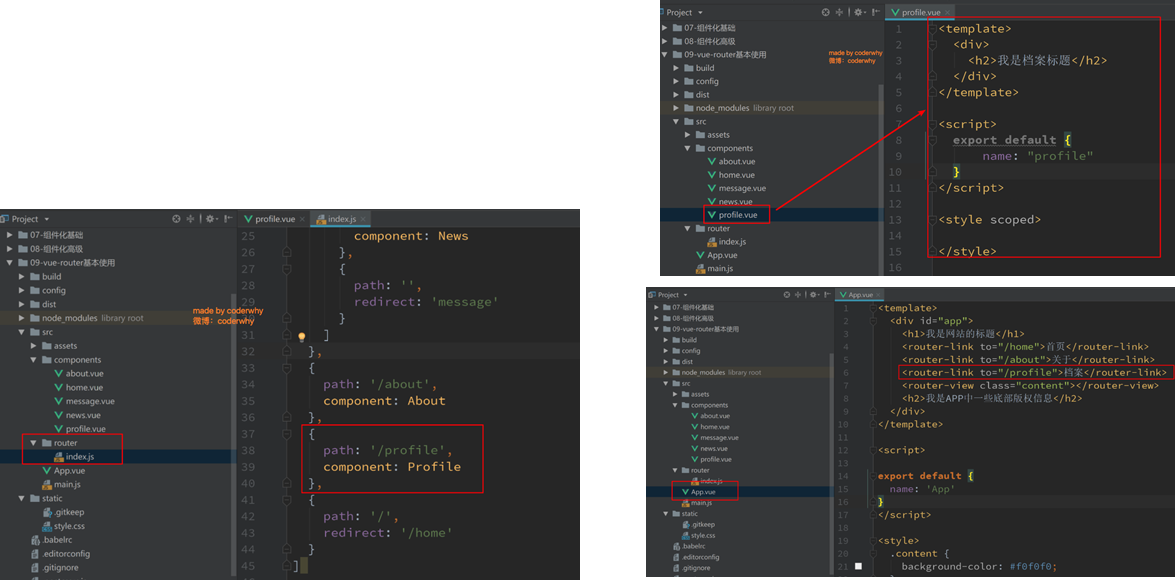 Project
profile.vue
07-组件化基础
08-组件化高级
09-vue-router基本使用
build
config
dist
node_modules library root
src
assets
components
about.vue
home.vue
message.vue
news.vue
profile.vue
router
index.js
App.vue
main.js
made by coderwhy
微博：coderwhy
1 <template>
2 <div>
3 <h2>我是档案标题</h2>
4 </div>
5 </template>
6
7 <script>
8 export default {
9 name: "profile"
10 }
11 </script>
12
13 <style scoped>
14
15 </style>
16
Project
profile.vue
index.js
07-组件化基础
08-组件化高级
09-vue-router基本使用
build
config
dist
node_modules library root
src
assets
components
about.vue
home.vue
message.vue
news.vue
profile.vue
router
index.js
App.vue
main.js
static
.gitkeep
style.css
.babelrc
.editorconfig
.gitignore
made by coderwhy
微博：coderwhy
25 component: News
26 },
27 {
28 path: '',
29 redirect: 'message'
30 }
31 ]
32 },
33 {
34 path: '/about',
35 component: About
36 },
37 {
38 path: '/profile',
39 component: Profile
40 },
41 {
42 path: '/',
43 redirect: '/home'
44 }
45 ]
Project
App.vue
07-组件化基础
08-组件化高级
09-vue-router基本使用
build
config
dist
node_modules library root
src
assets
components
about.vue
home.vue
message.vue
news.vue
profile.vue
router
index.js
App.vue
main.js
static
.gitkeep
style.css
.babelrc
.editorconfig
.gitignore
1 <template>
2 <div id="app">
3 <h1>我是网站的标题</h1>
4 <router-link to="/home">首页</router-link>
5 <router-link to="/about">关于</router-link>
6 <router-link to="/profile">档案</router-link>
7 <router-view class="content"></router-view>
8 <h2>我是APP中一些底部版权信息</h2>
9 </div>
10 </template>
11
12 <script>
13
14 export default {
15 name: 'App'
16 }
17 </script>
18
19 <style>
20 .content {
21 background-color: #f0f0f0;